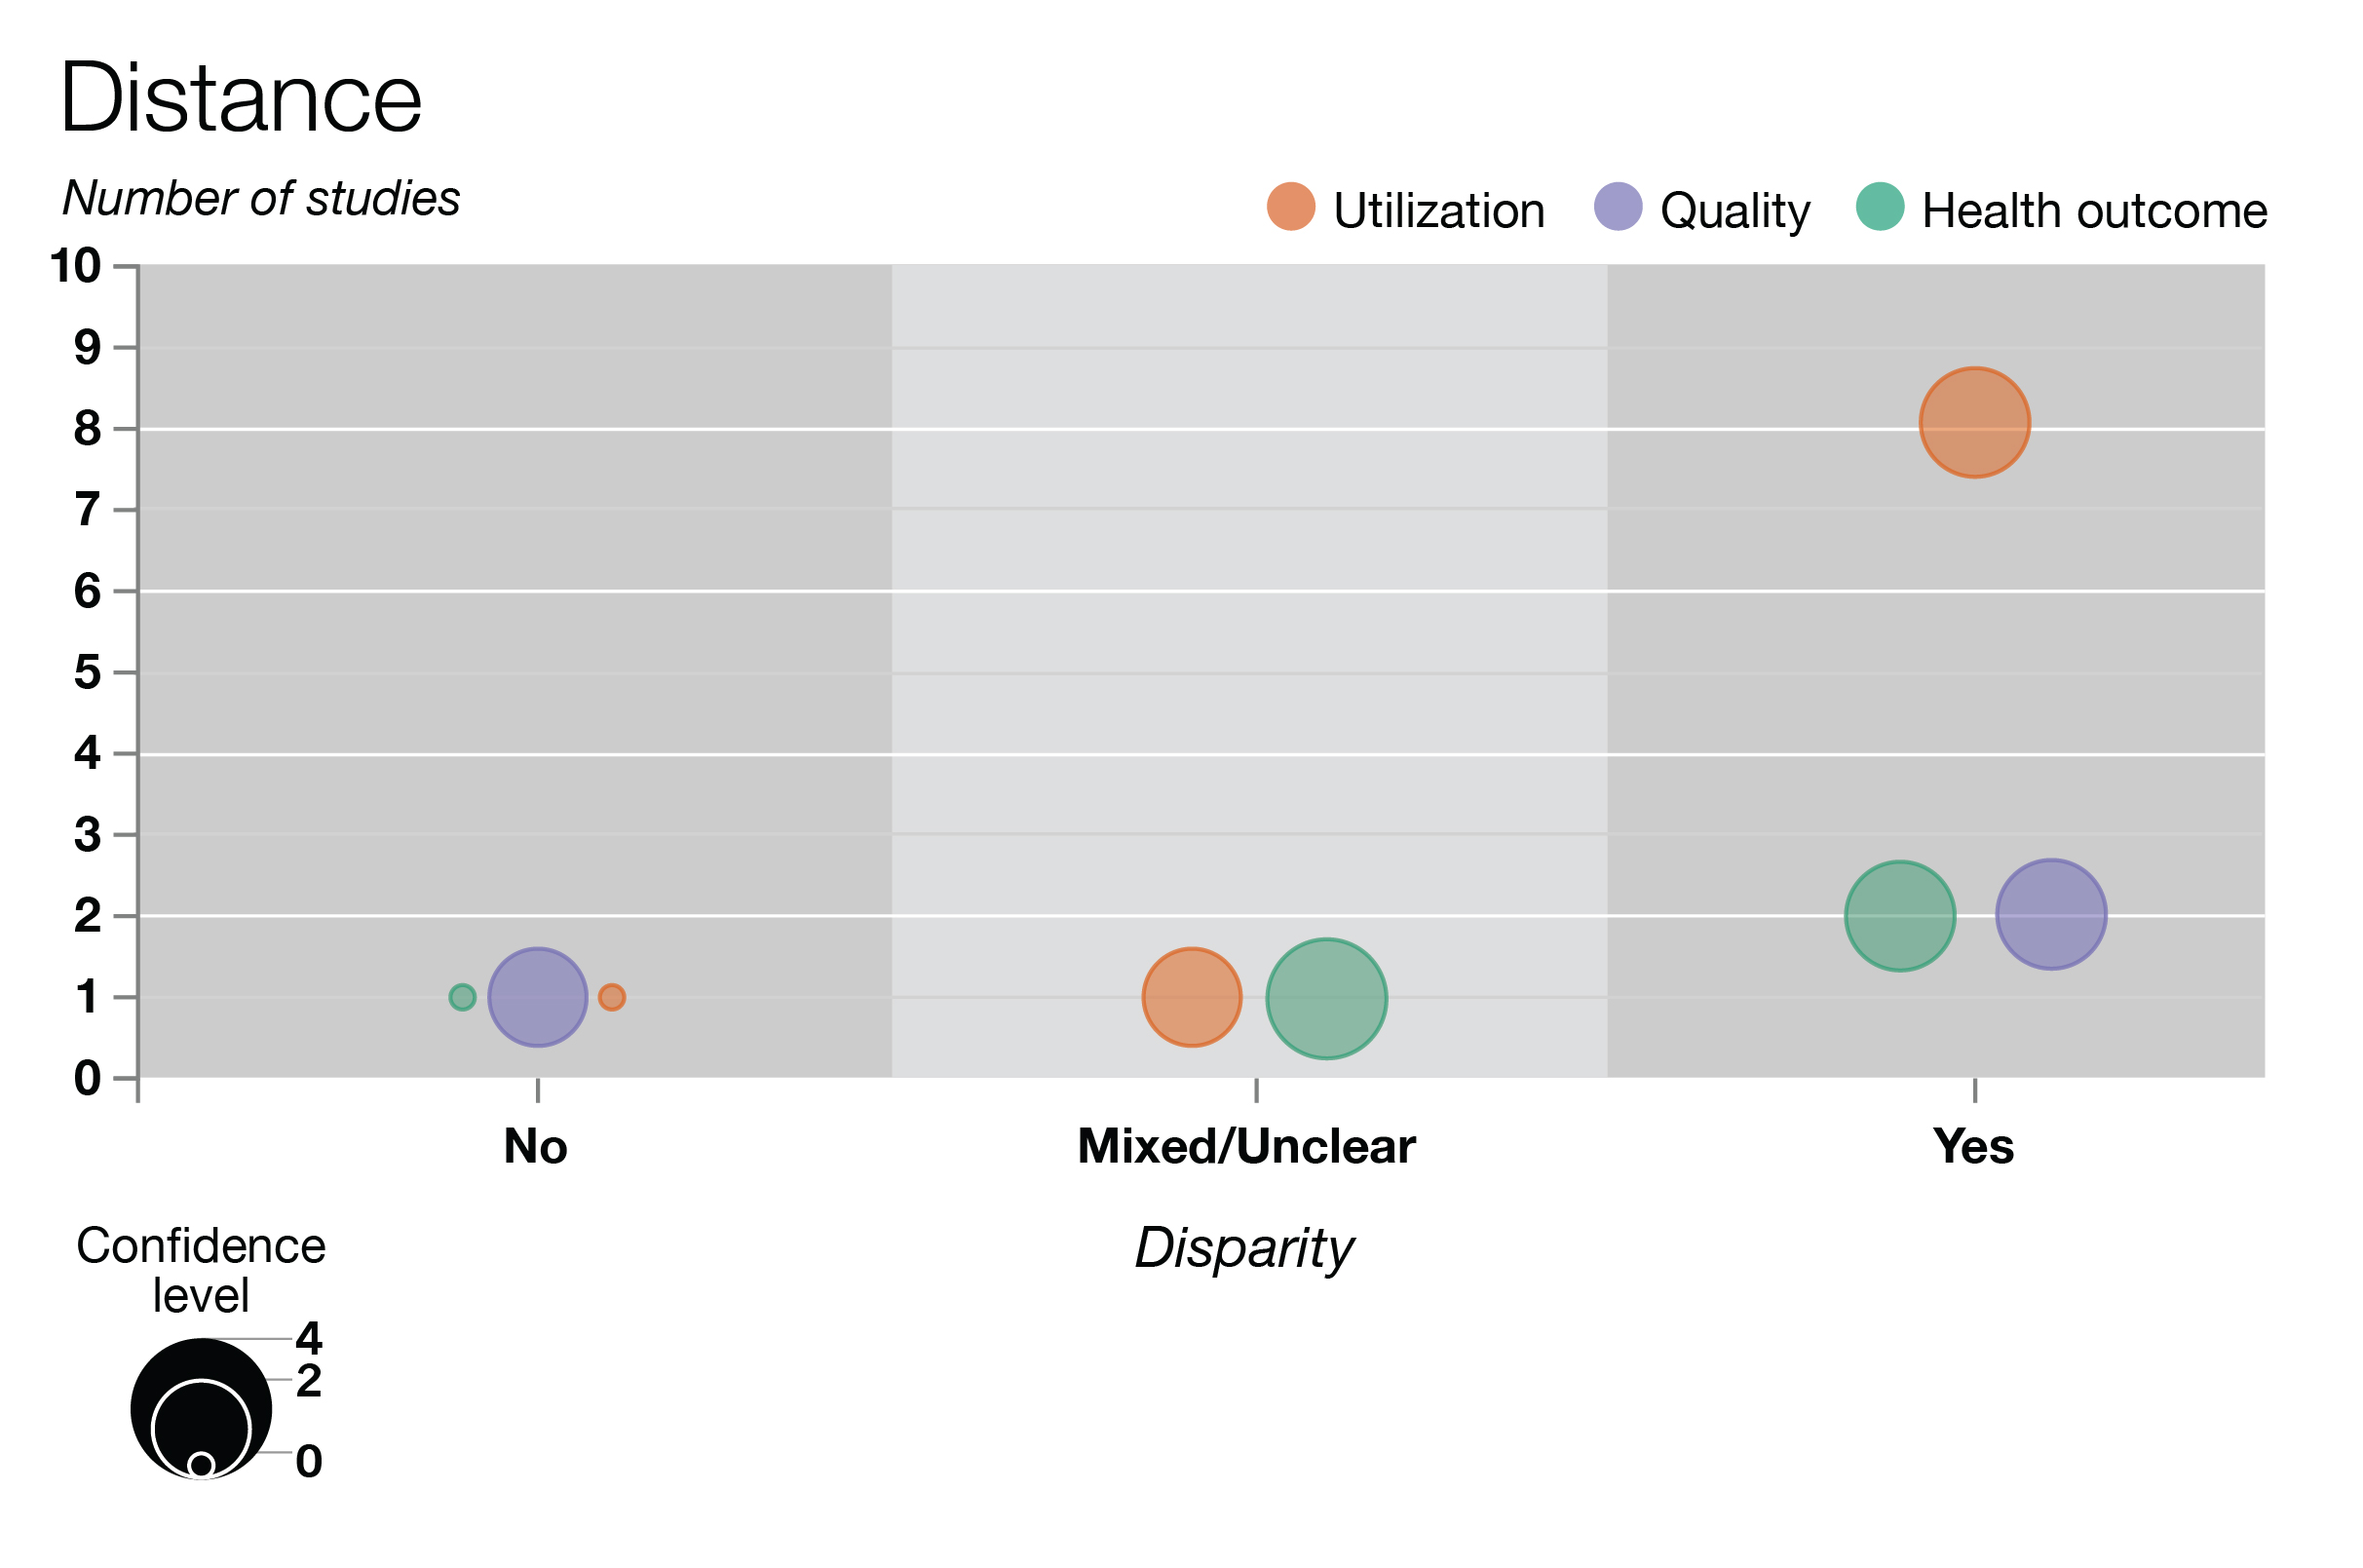 Distance
Number of studies
Utilization Quality Health outcome
10
9
8
7
6
5
4
3
2
1
0
No Mixed/Unclear Yes
Disparity
Confidence
level
4
2
0